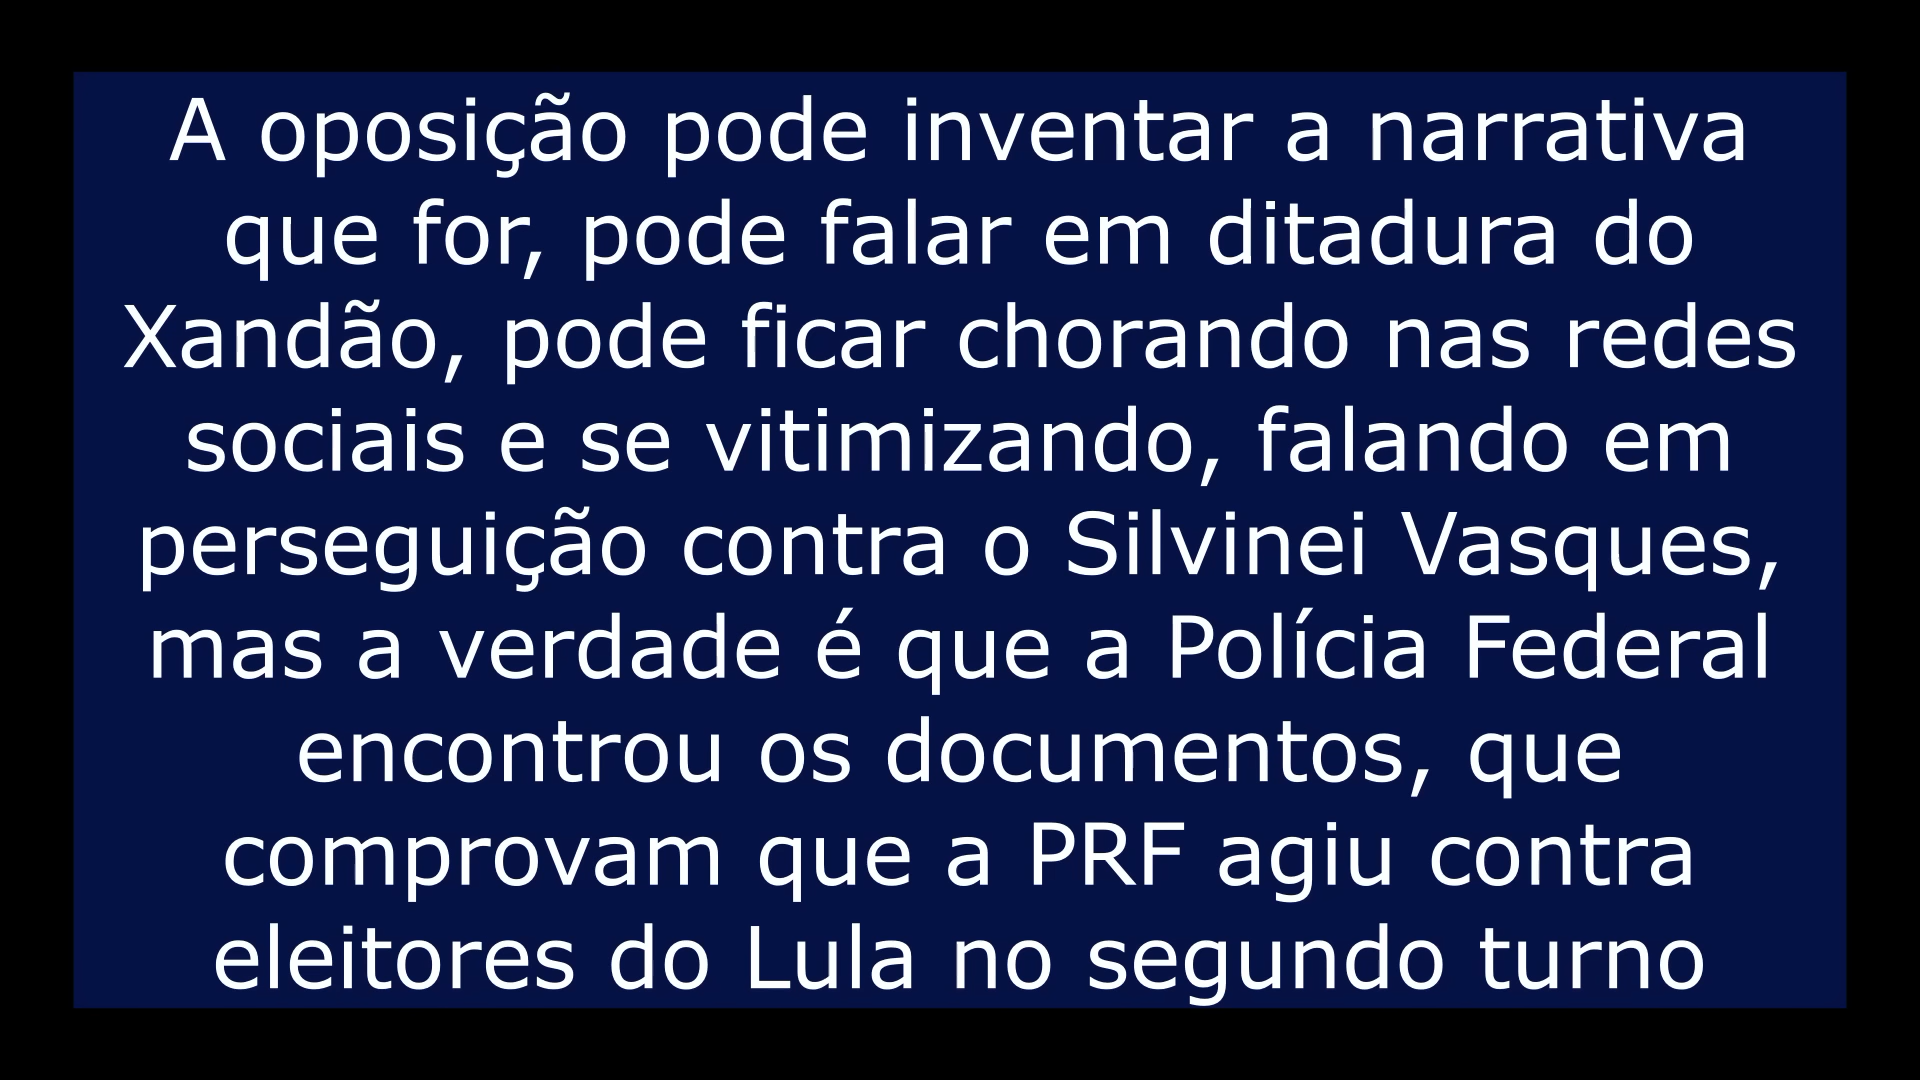 A oposição pode inventar a narrativa
que for, pode falar em ditadura do
Xandão, pode ficar chorando nas redes
sociais e se vitimizando, falando em
perseguição contra o Silvinei Vasques,
mas a verdade é que a Polícia Federal
encontrou os documentos, que
comprovam que a PRF agiu contra
eleitores do Lula no segundo turno